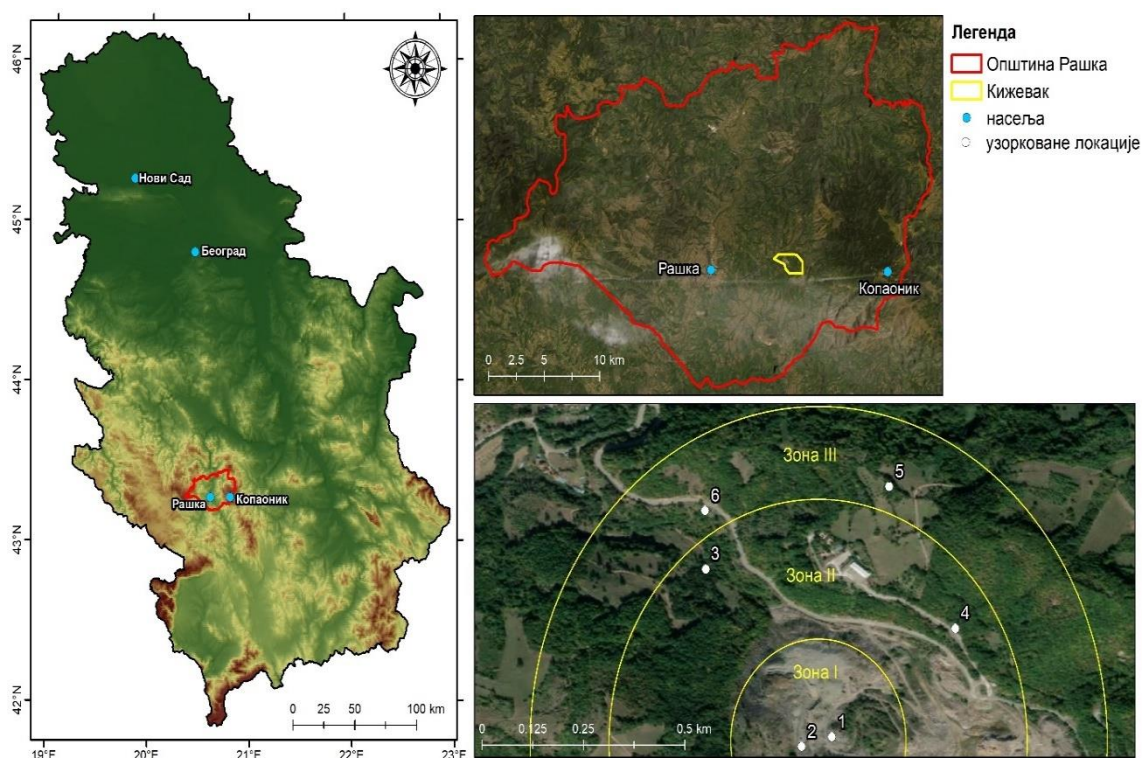 46°N
45°N
44°N
43°N
42°N
19°E
20°E
21°E
22°E
23°E
Нови Сад
Београд
Рашка
Копаоник
0 25 50 100 km
Рашка
Копаоник
0 2.5 5 10 km
Легенда
Општина Рашка
Кижевак
насеља
узорковане локације
Зона III
5
6
3
Зона II
4
Зона I
1
2
0 0.125 0.25 0.5 km